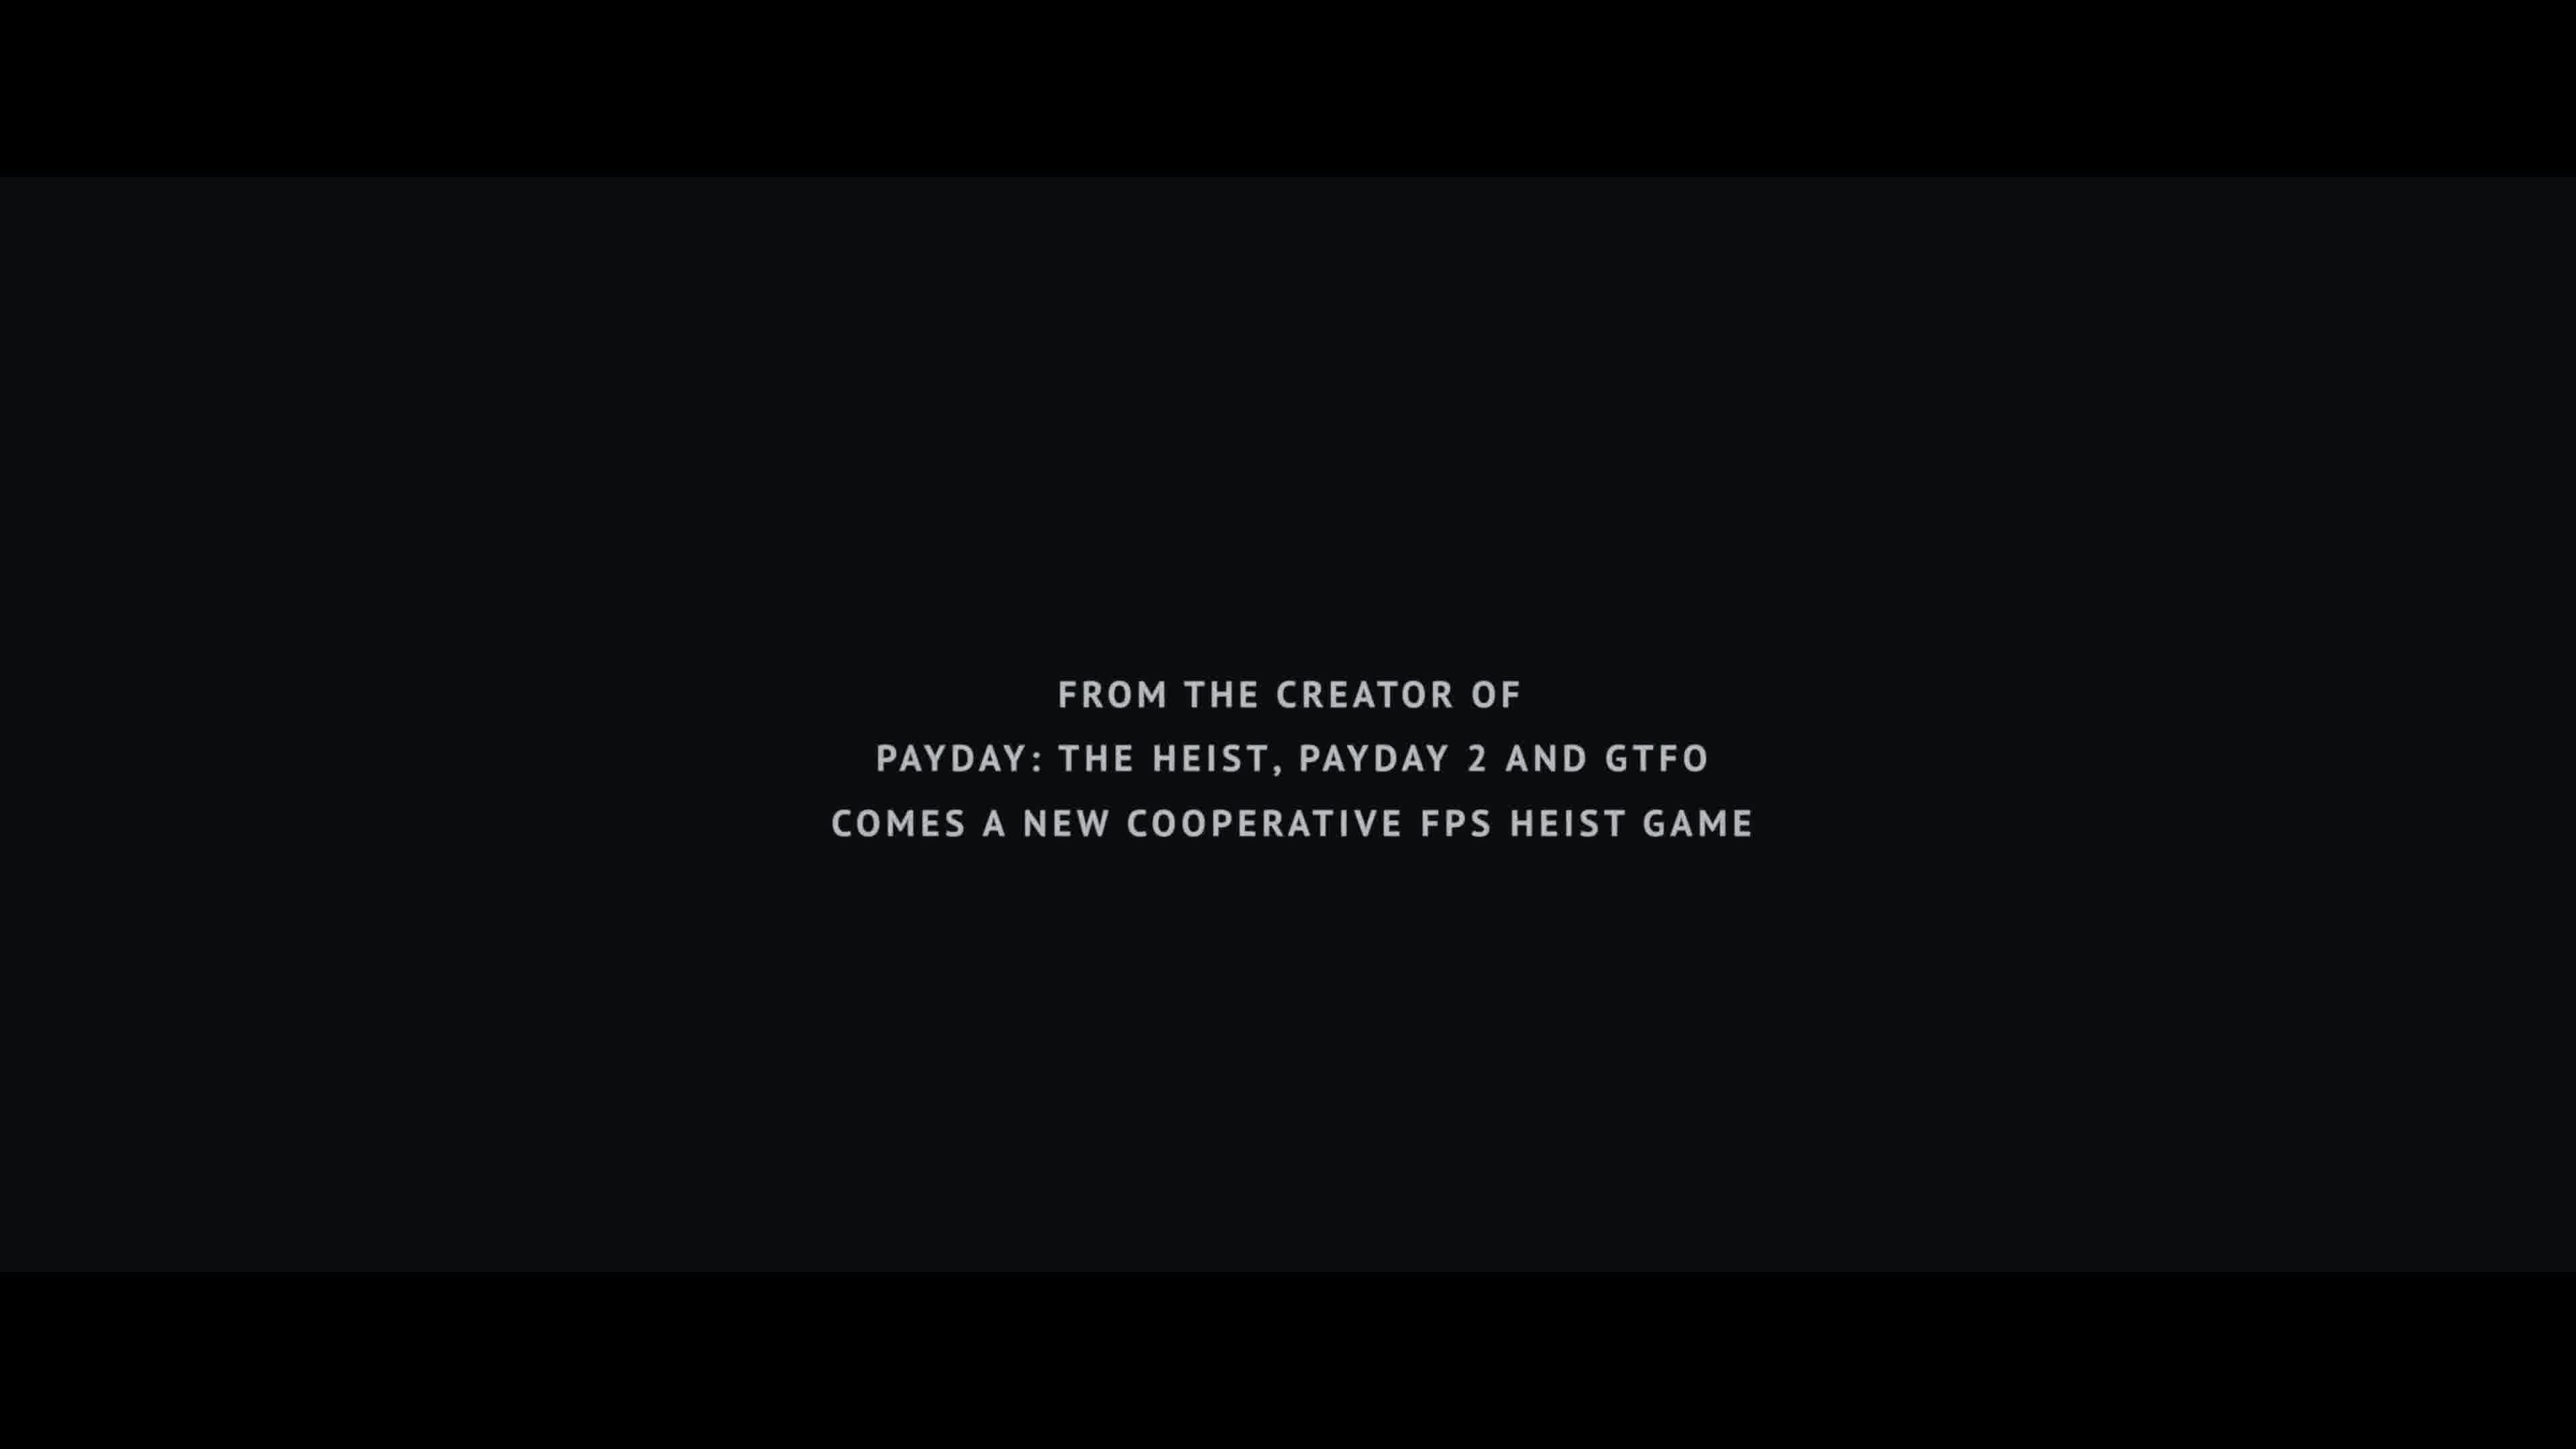 FROM THE CREATOR OF
PAYDAY: THE HEIST, PAYDAY 2 AND GTFO
COMES A NEW COOPERATIVE FPS HEIST GAME